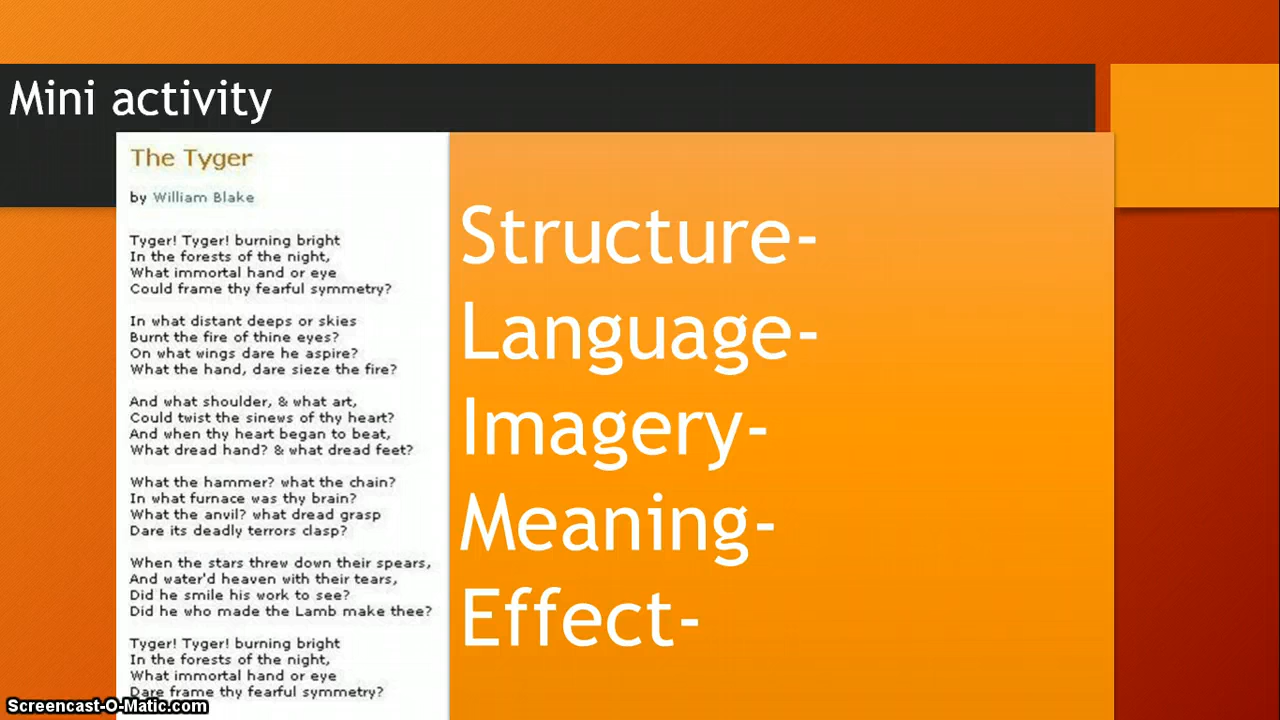 Mini activity
The Tyger
by William Blake
Tyger! Tyger! burning bright
In the forests of the night,
What immortal hand or eye
Could frame thy fearful symmetry?
In what distant deeps or skies
Burnt the fire of thine eyes?
On what wings dare he aspire?
What the hand, dare sieze the fire?
And what shoulder, & what art,
Could twist the sinews of thy heart?
And when thy heart began to beat,
What dread hand? & what dread feet?
What the hammer? what the chain?
In what furnace was thy brain?
What the anvil? what dread grasp
Dare its deadly terrors clasp?
When the stars threw down their spears,
And water'd heaven with their tears,
Did he smile his work to see?
Did he who made the Lamb make thee?
Tyger! Tyger! burning bright
In the forests of the night,
What immortal hand or eye
Dare frame thy fearful symmetry?
Structure-
Language-
Imagery-
Meaning-
Effect-
Screencast-O-Matic.com